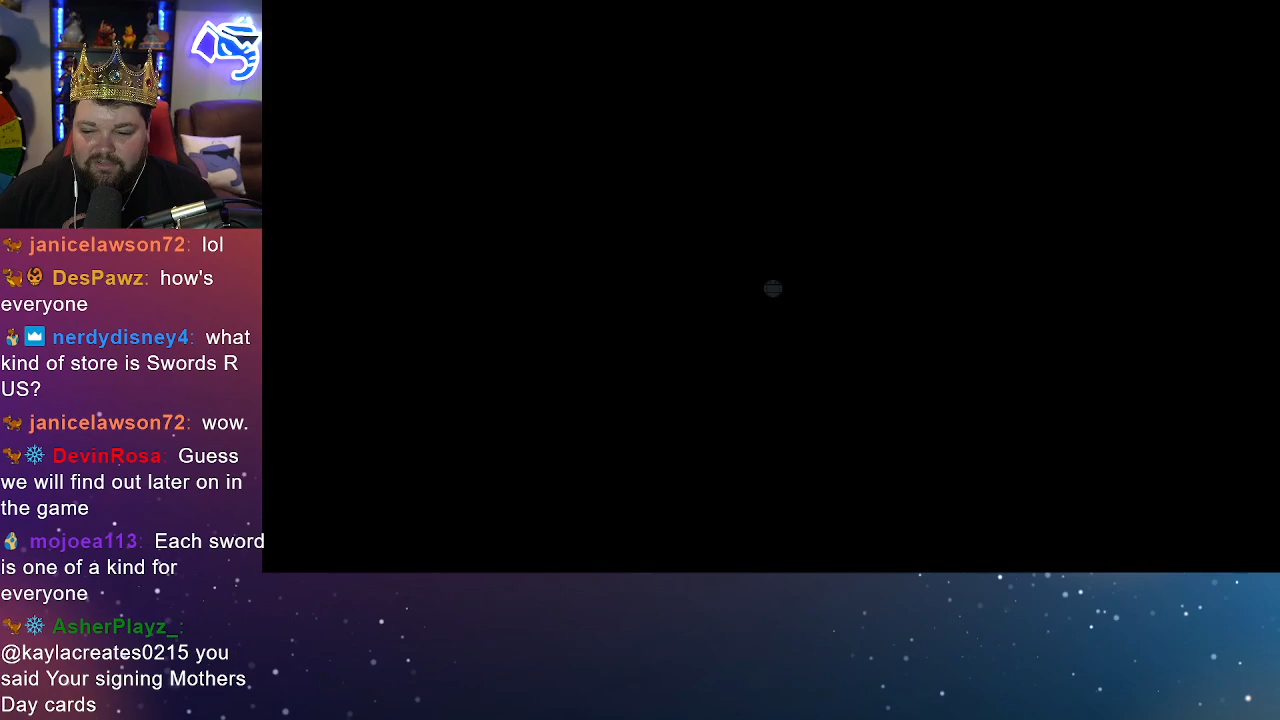 janicelawson72: lol
DesPawz: how's
everyone
nerdydisney4: what
kind of store is Swords R
US?
janicelawson72: wow.
DevinRosa: Guess
we will find out later on in
the game
mojoea113: Each sword
is one of a kind for
everyone
AsherPlayz_:
@kaylacreates0215 you
said Your signing Mothers
Day cards